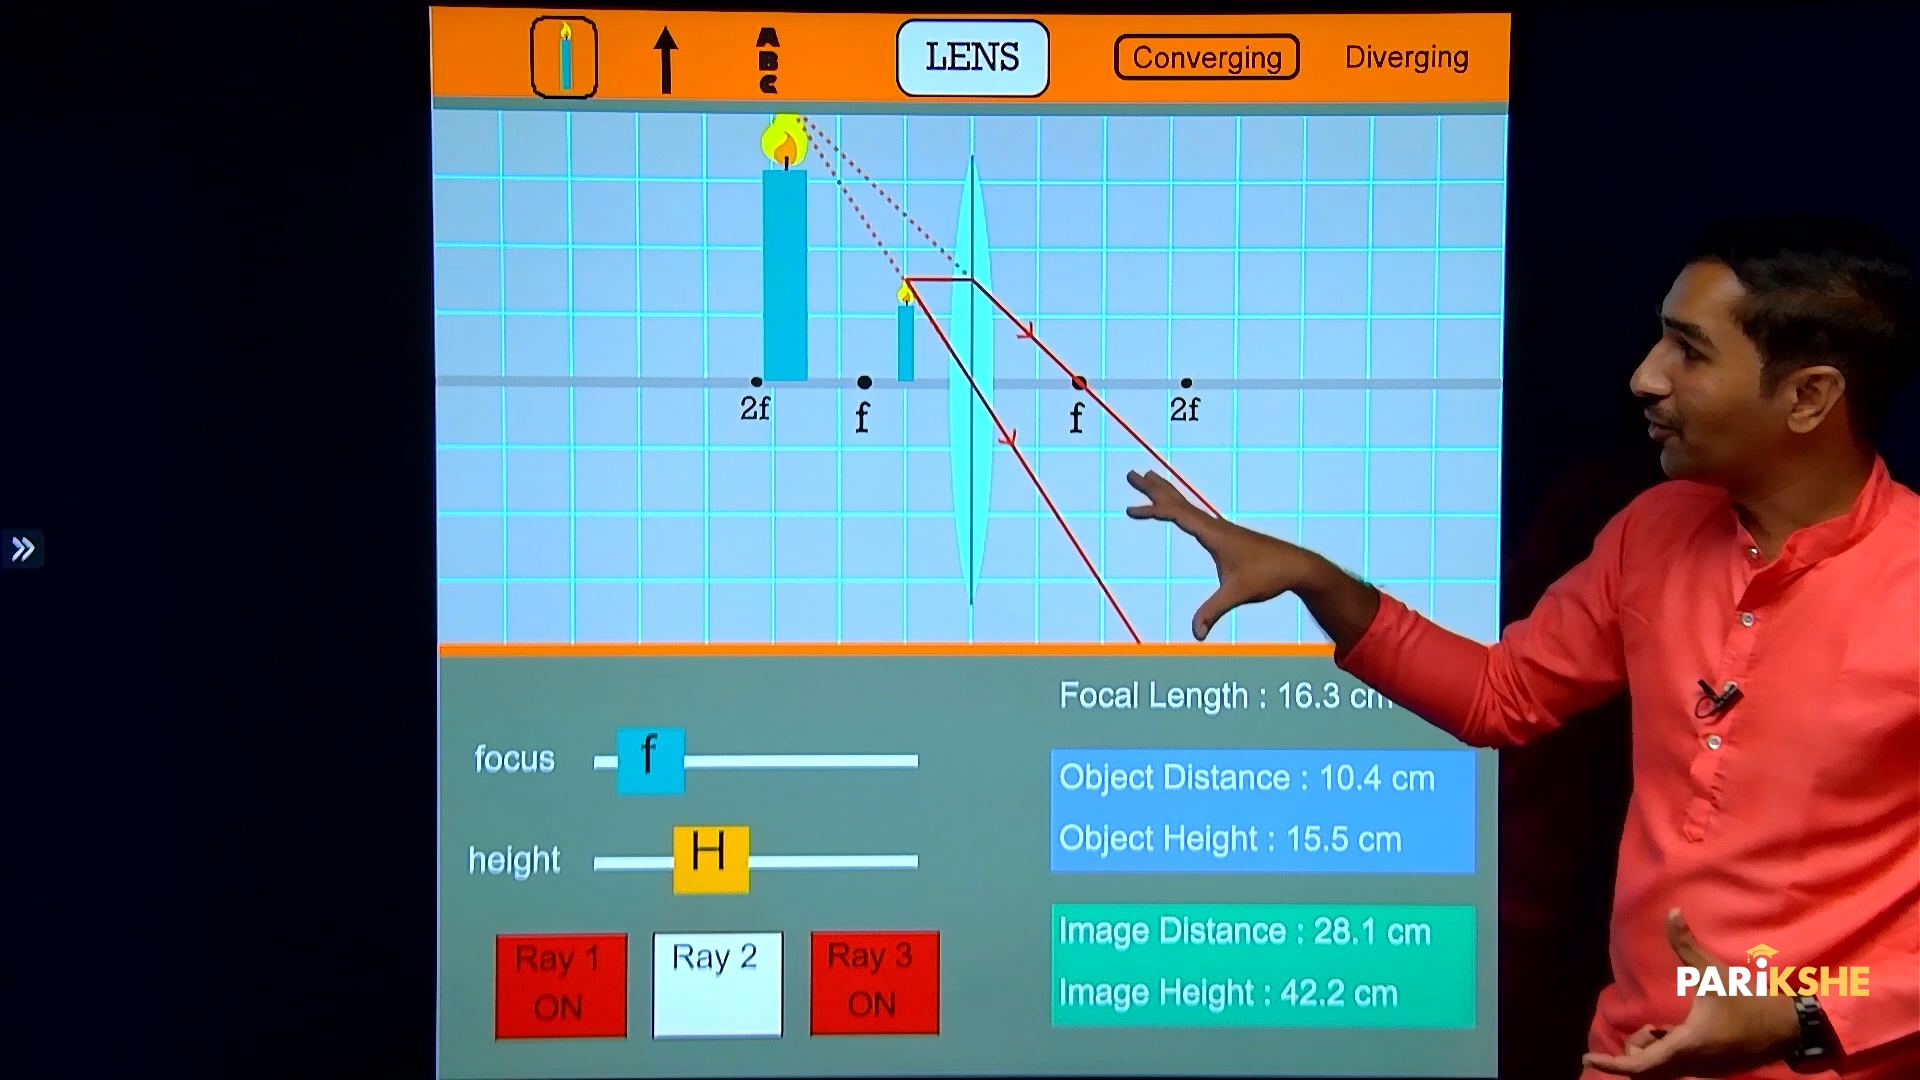 A
B
C
LENS
Converging
Diverging
2f
f
f
2f
Focal Length : 16.3 cm
focus
f
Object Distance : 10.4 cm
Object Height : 15.5 cm
height
H
Image Distance : 28.1 cm
Image Height : 42.2 cm
Ray 1
ON
Ray 2
Ray 3
ON
PARiKSHE